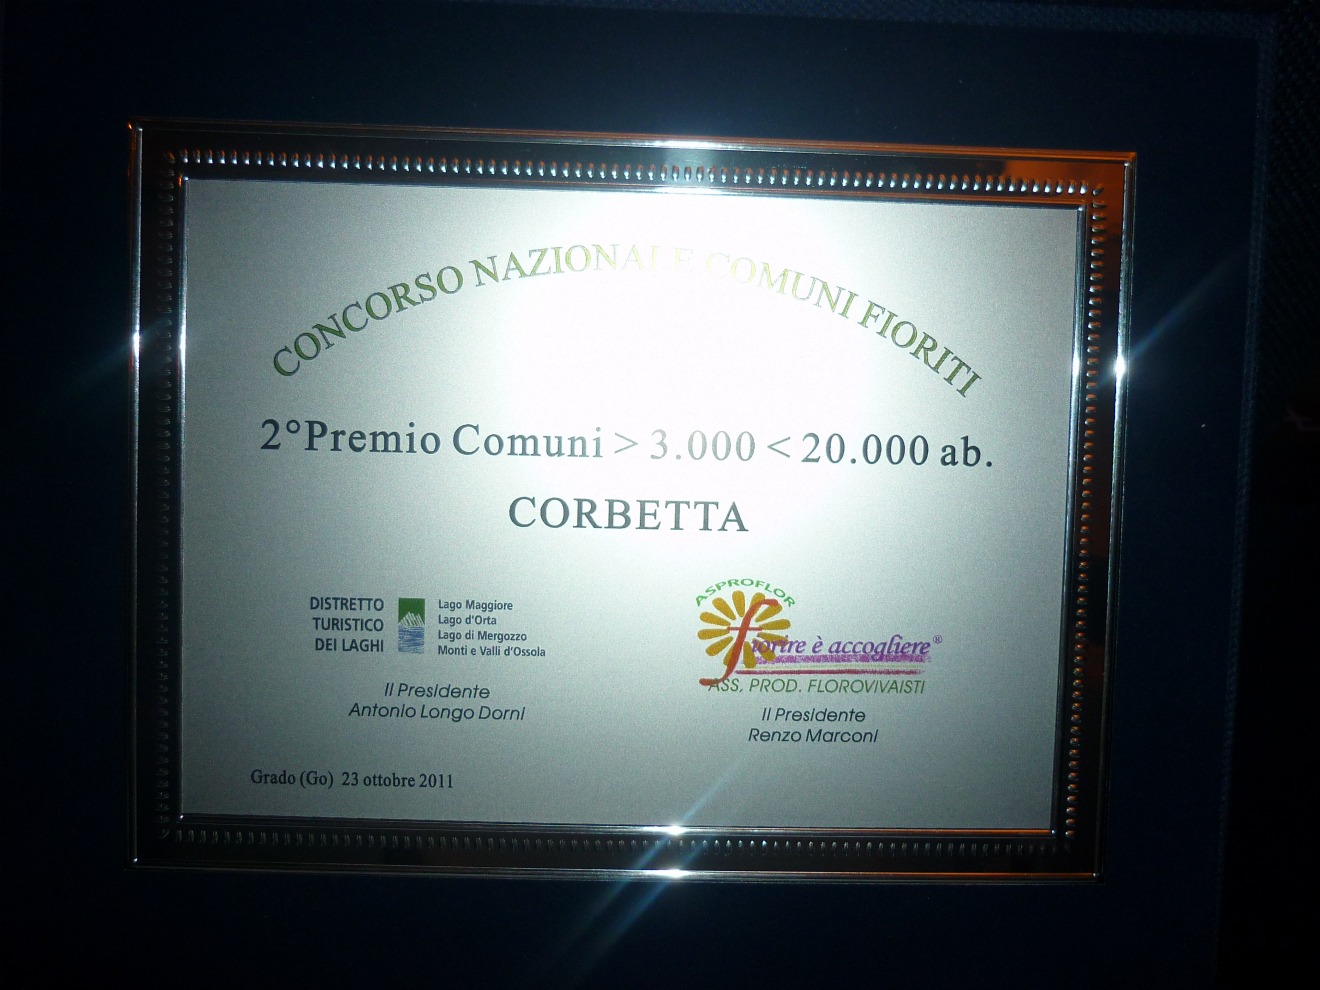 CONCORSO NAZIONALE COMUNI FIORITI
2°Premio Comuni > 3.000 < 20.000 ab.
CORBETTA
DISTRETTO
TURISTICO
DEI LAGHI
Lago Maggiore
Lago d'Orta
Lago di Mergozzo
Monti e Valli d'Ossola
Il Presidente
Antonio Longo Dorni
ASPROFLOR
fiorire è accogliere®
ASS. PROD. FLOROVIVAISTI
Il Presidente
Renzo Marconi
Grado (Go) 23 ottobre 2011